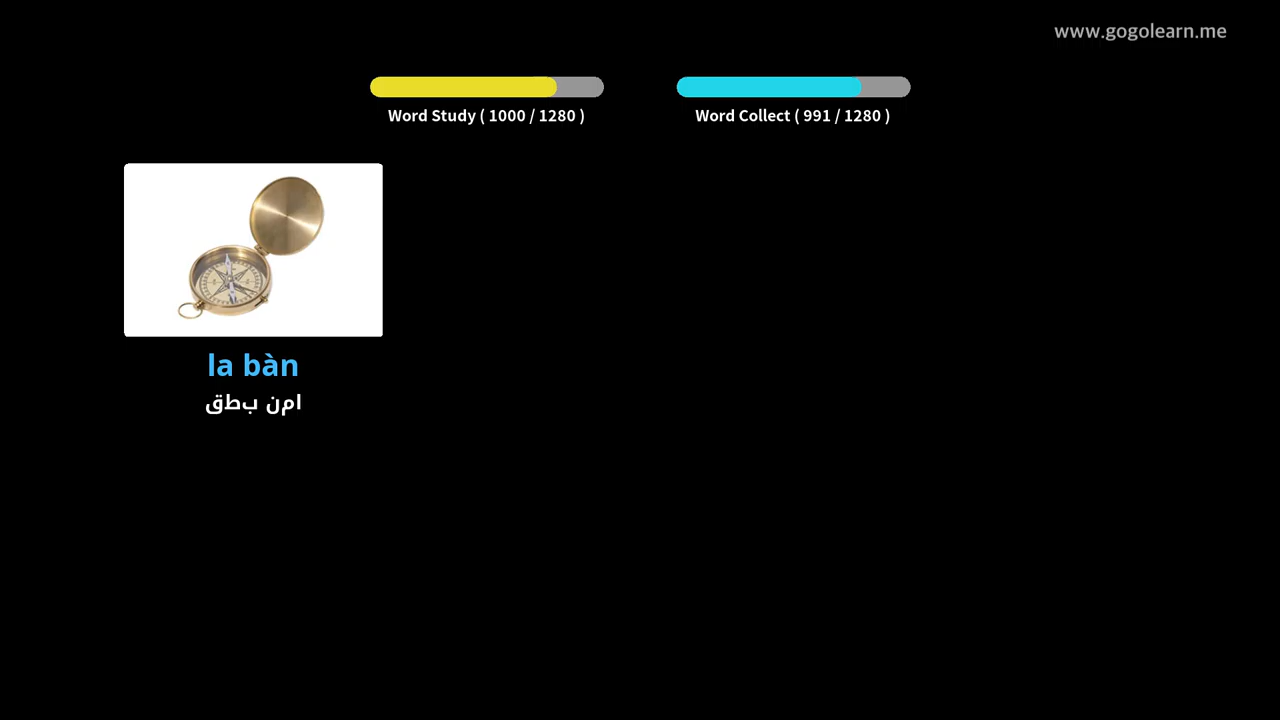 www.gogolearn.me
Word Study ( 1000 / 1280 )
Word Collect ( 991 / 1280 )
la bàn
امن بطق